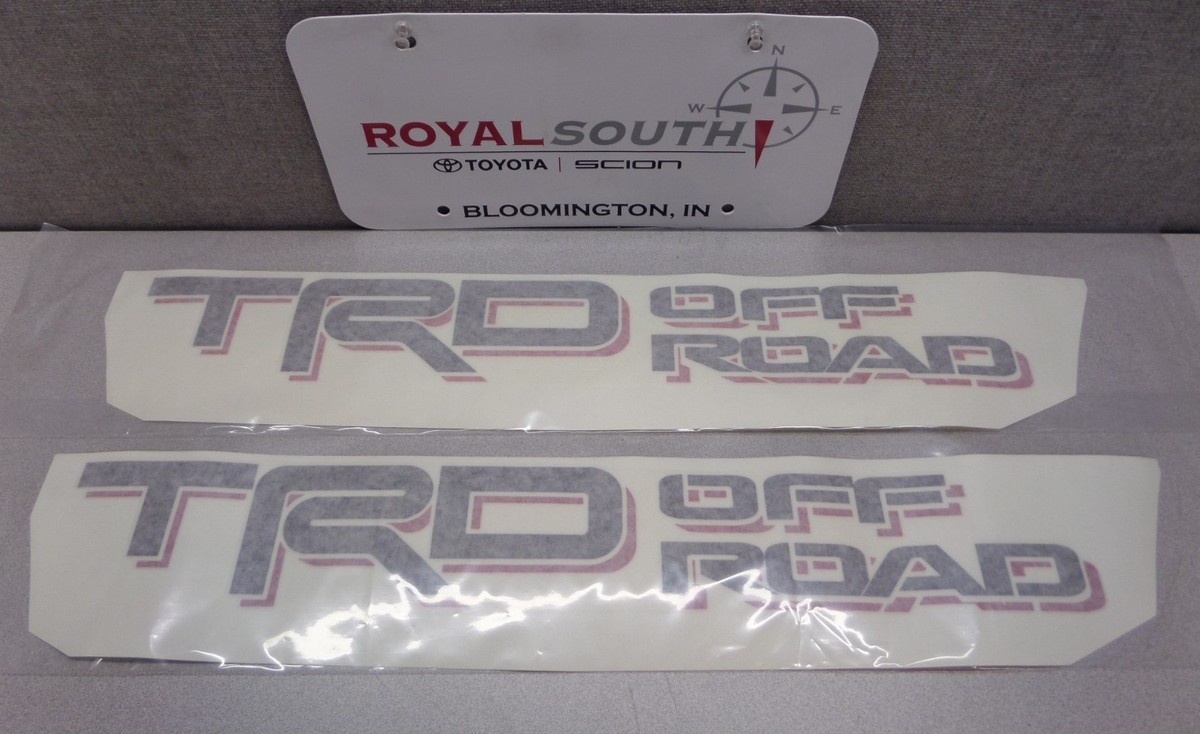 N
W E
ROYAL SOUTH
TOYOTA | SCION
BLOOMINGTON, IN
TRD OFF
ROAD
TRD OFF
ROAD